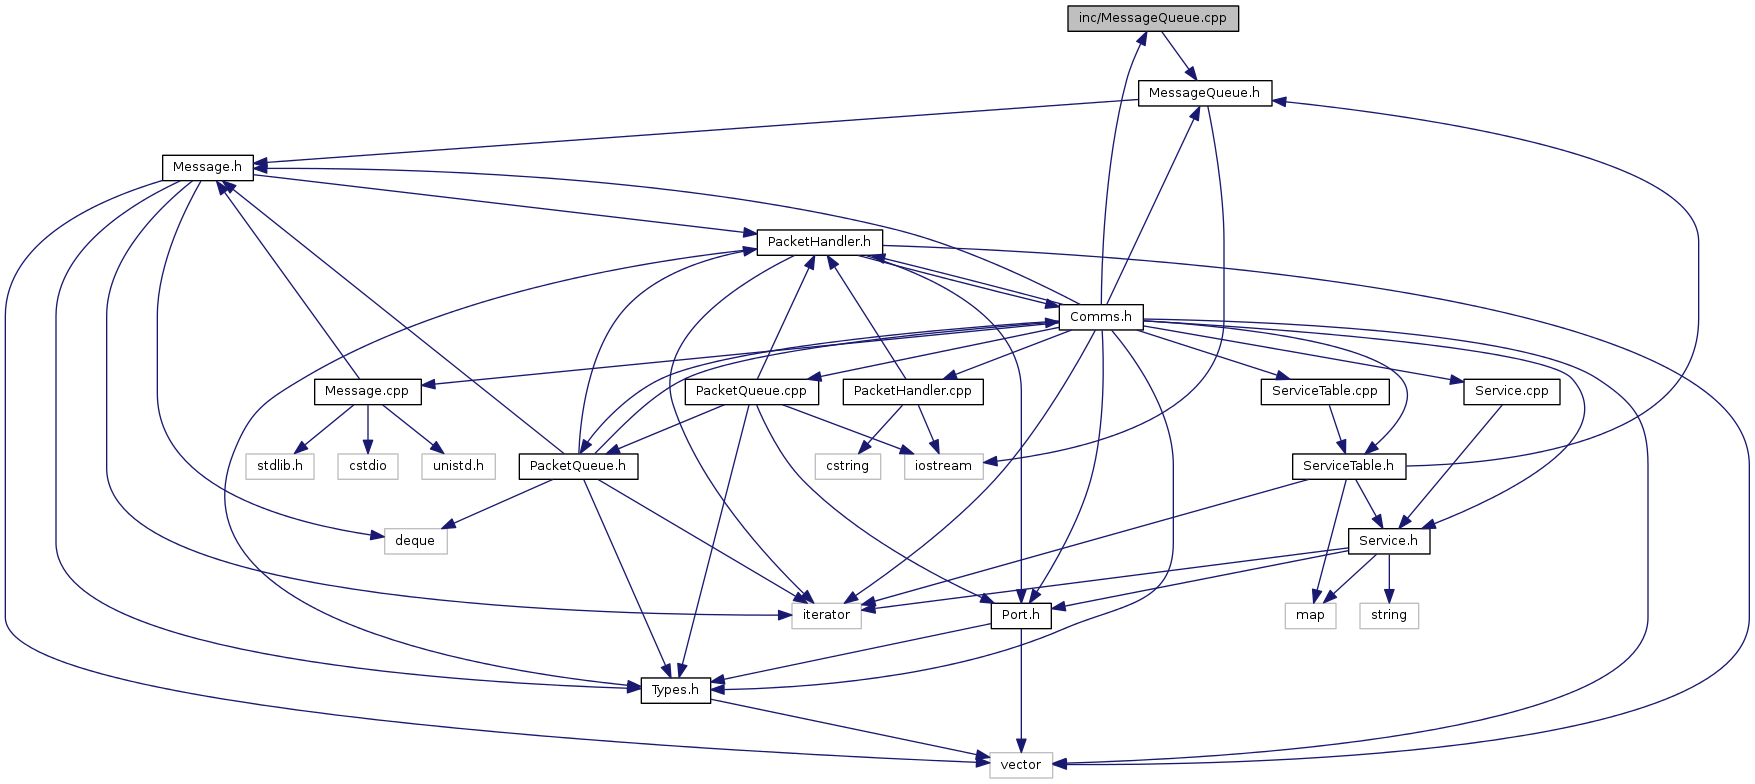 inc/MessageQueue.cpp
MessageQueue.h
Message.h
PacketHandler.h
Comms.h
Message.cpp
PacketQueue.cpp
PacketHandler.cpp
ServiceTable.cpp
Service.cpp
stdlib.h
cstdio
unistd.h
PacketQueue.h
cstring
iostream
ServiceTable.h
deque
Service.h
iterator
Port.h
map
string
Types.h
vector